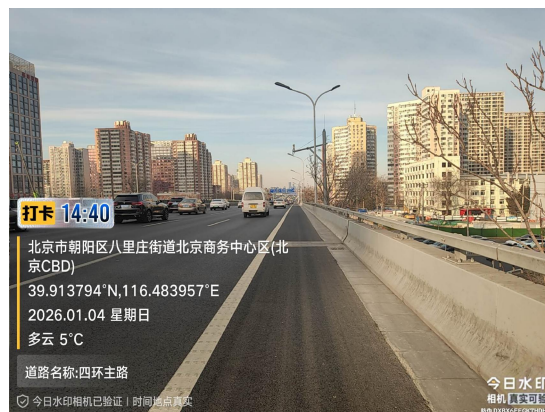 打卡 14:40
北京市朝阳区八里庄街道北京商务中心区(北
京CBD)
39.913794°N,116.483957°E
2026.01.04 星期日
多云 5°C
道路名称:四环主路
今日水印相机已验证 | 时间地点真实
今日水印
相机 真实可验